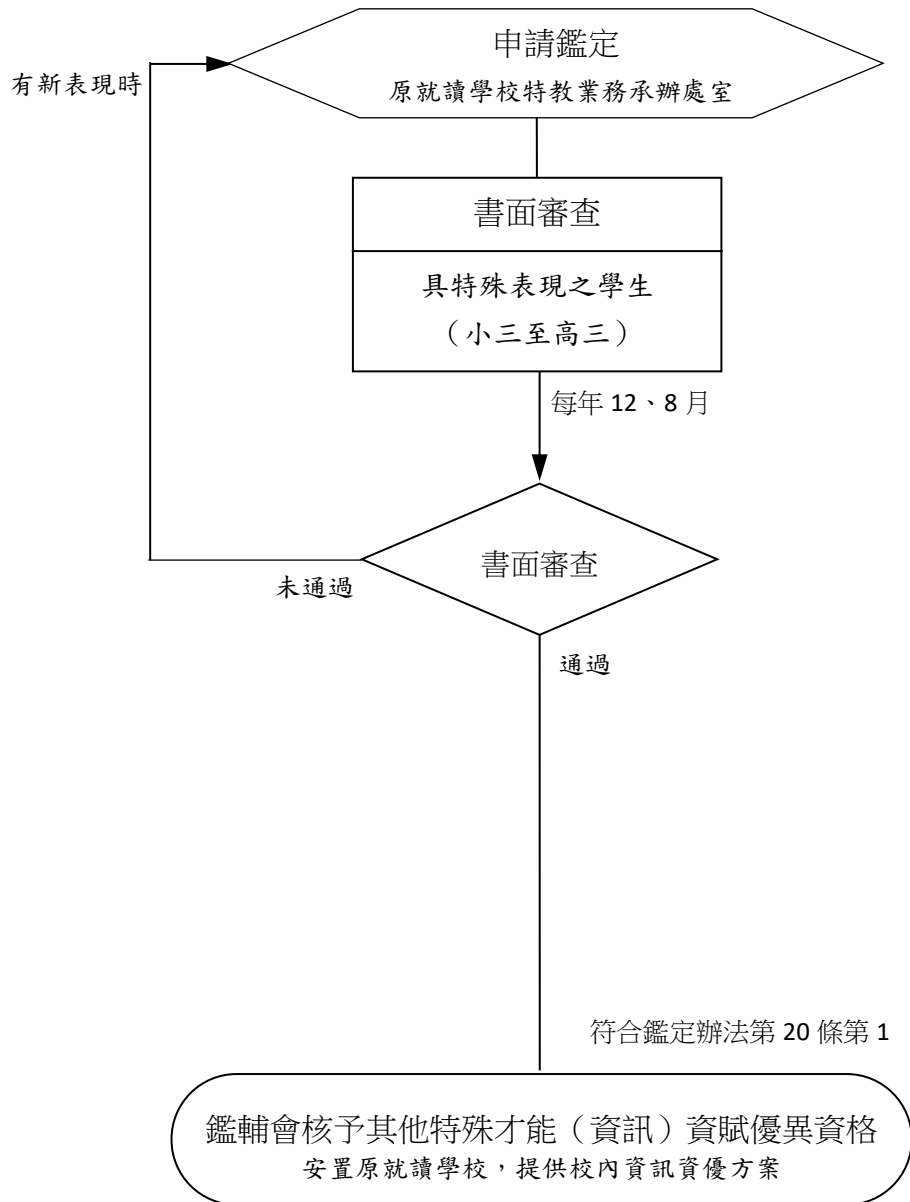 申請鑑定
原就讀學校特教業務承辦處室
有新表現時
書面審查
具特殊表現之學生
（小三至高三）
每年 12、8 月
書面審查
未通過
通過
符合鑑定辦法第 20 條第 1
鑑輔會核予其他特殊才能（資訊）資賦優異資格
安置原就讀學校，提供校內資訊資優方案